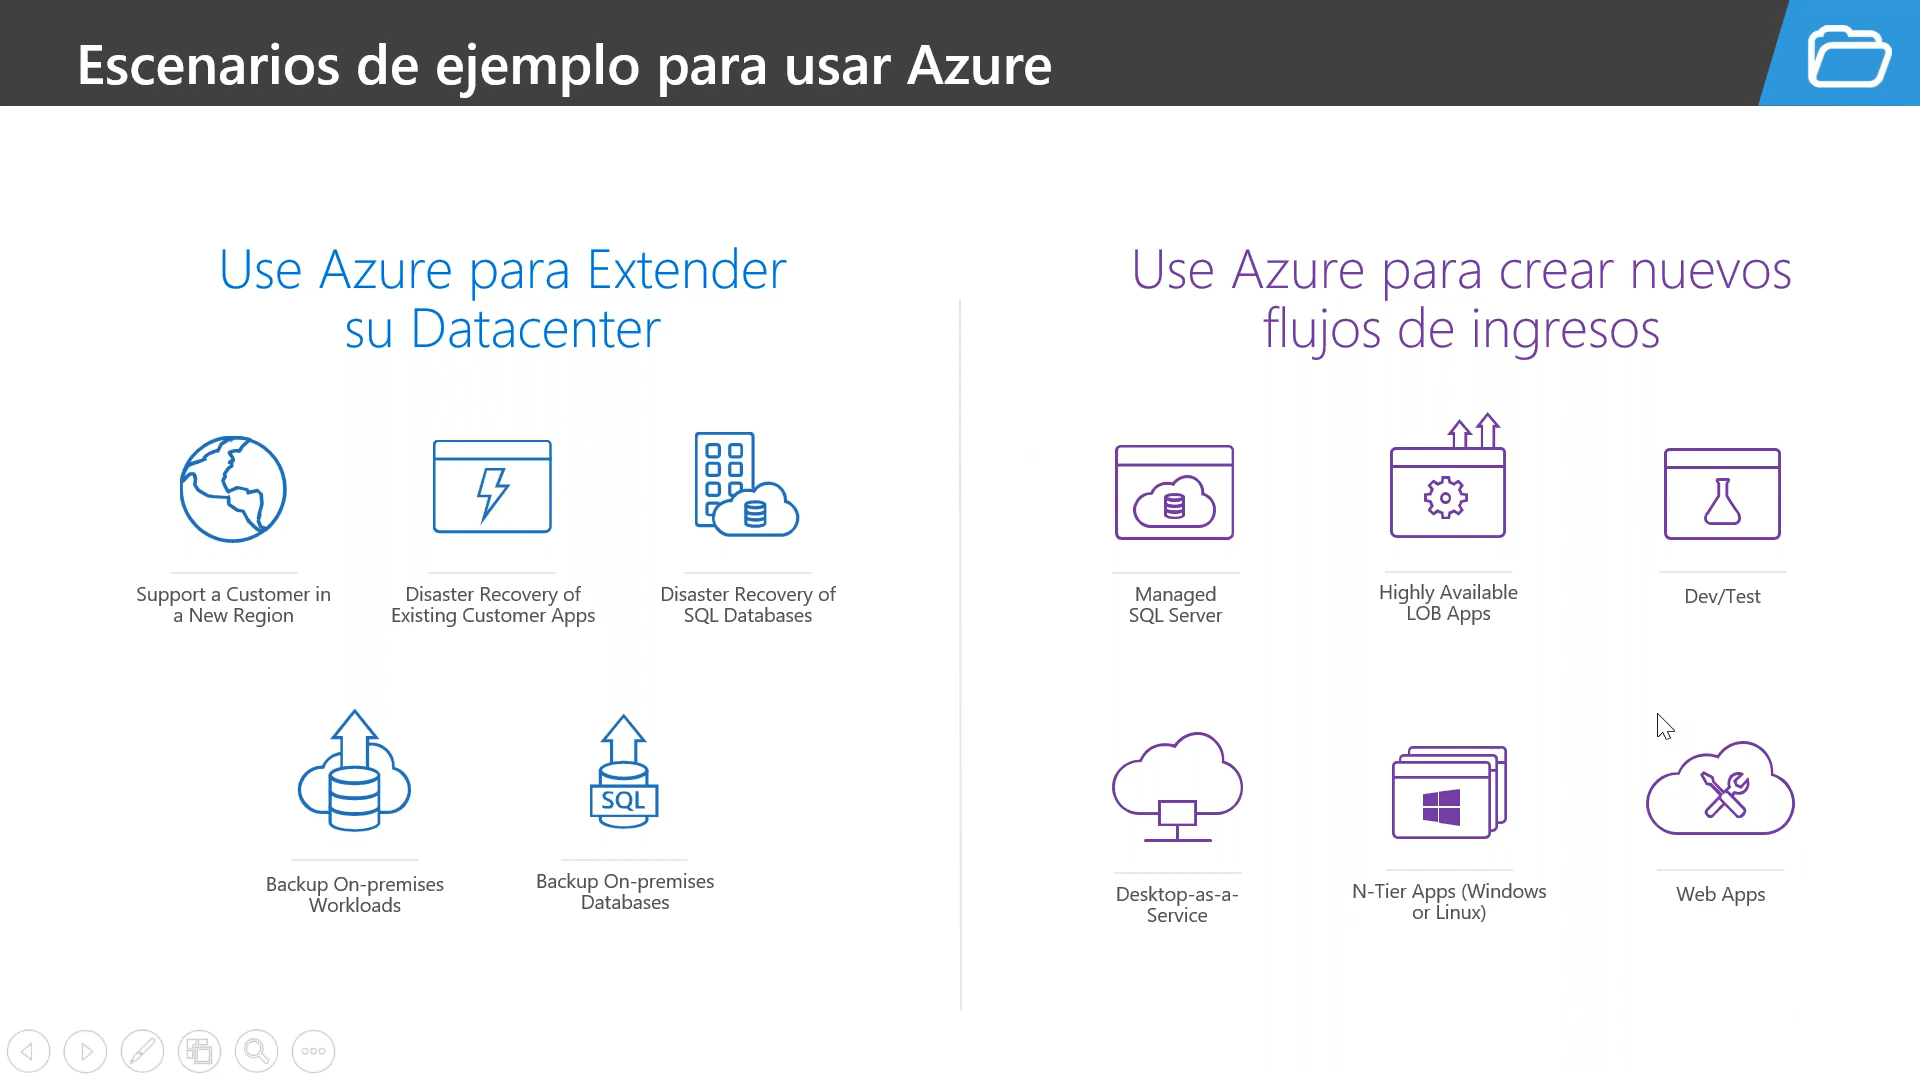 Escenarios de ejemplo para usar Azure
Use Azure para Extender
su Datacenter
Support a Customer in
a New Region
Disaster Recovery of
Existing Customer Apps
Disaster Recovery of
SQL Databases
SQL
Backup On-premises
Workloads
Backup On-premises
Databases
Use Azure para crear nuevos
flujos de ingresos
Managed
SQL Server
Highly Available
LOB Apps
Dev/Test
Desktop-as-a-
Service
N-Tier Apps (Windows
or Linux)
Web Apps